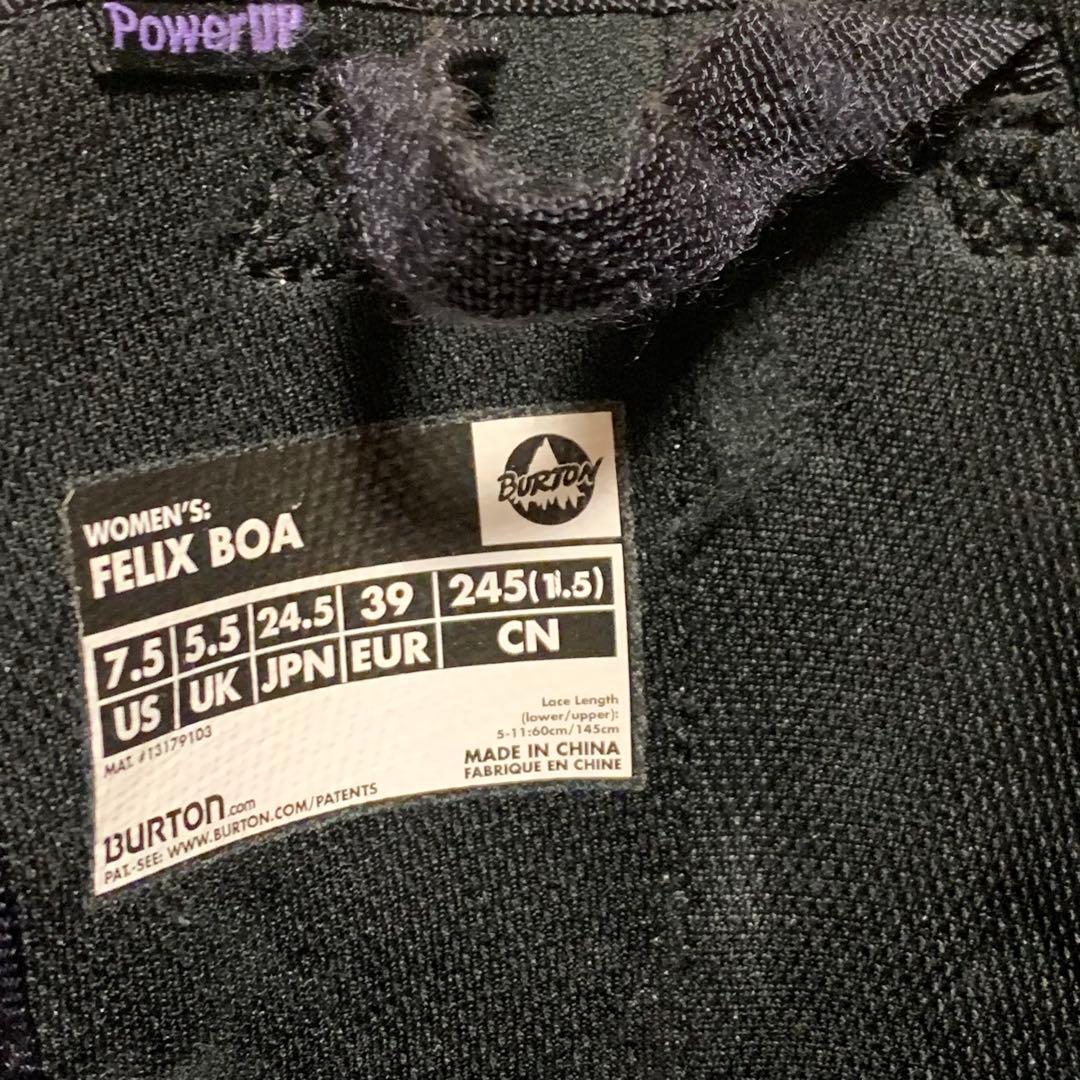 PowerUP
BURTON
WOMEN'S:
FELIX BOA
7.5 5.5 24.5 39 245(1.5)
US UK JPN EUR CN
MAT. #13179103
Lace Length
(lower/upper):
5-11:60cm/145cm
MADE IN CHINA
FABRIQUE EN CHINE
BURTON.com
PAT.-SEE: WWW.BURTON.COM/PATENTS